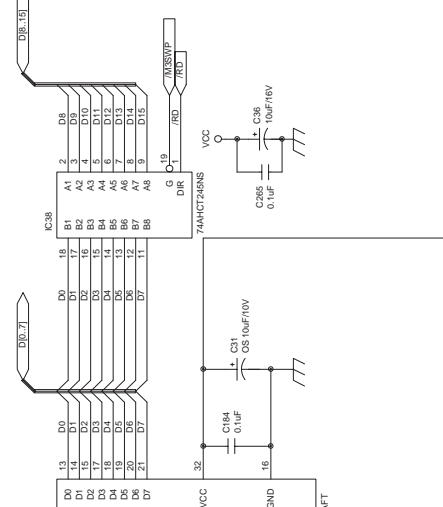 D[8..15]
D8
D9
D10
D11
D12
D13
D14
D15
2
3
4
5
6
7
8
9
/M3SWP
/RD
/RD
19
1
IC38
A1
A2
A3
A4
A5
A6
A7
A8
B1
B2
B3
B4
B5
B6
B7
B8
G
DIR
74AHCT245NS
18
17
16
15
14
13
12
11
VCC
C36
10uF/16V
+
C265
0.1uF
D[0..7]
D0
D1
D2
D3
D4
D5
D6
D7
C31
OS 10uF/10V
+
C184
0.1uF
D0
D1
D2
D3
D4
D5
D6
D7
13
14
15
17
18
19
20
21
32
16
D0
D1
D2
D3
D4
D5
D6
D7
VCC
GND
AFT